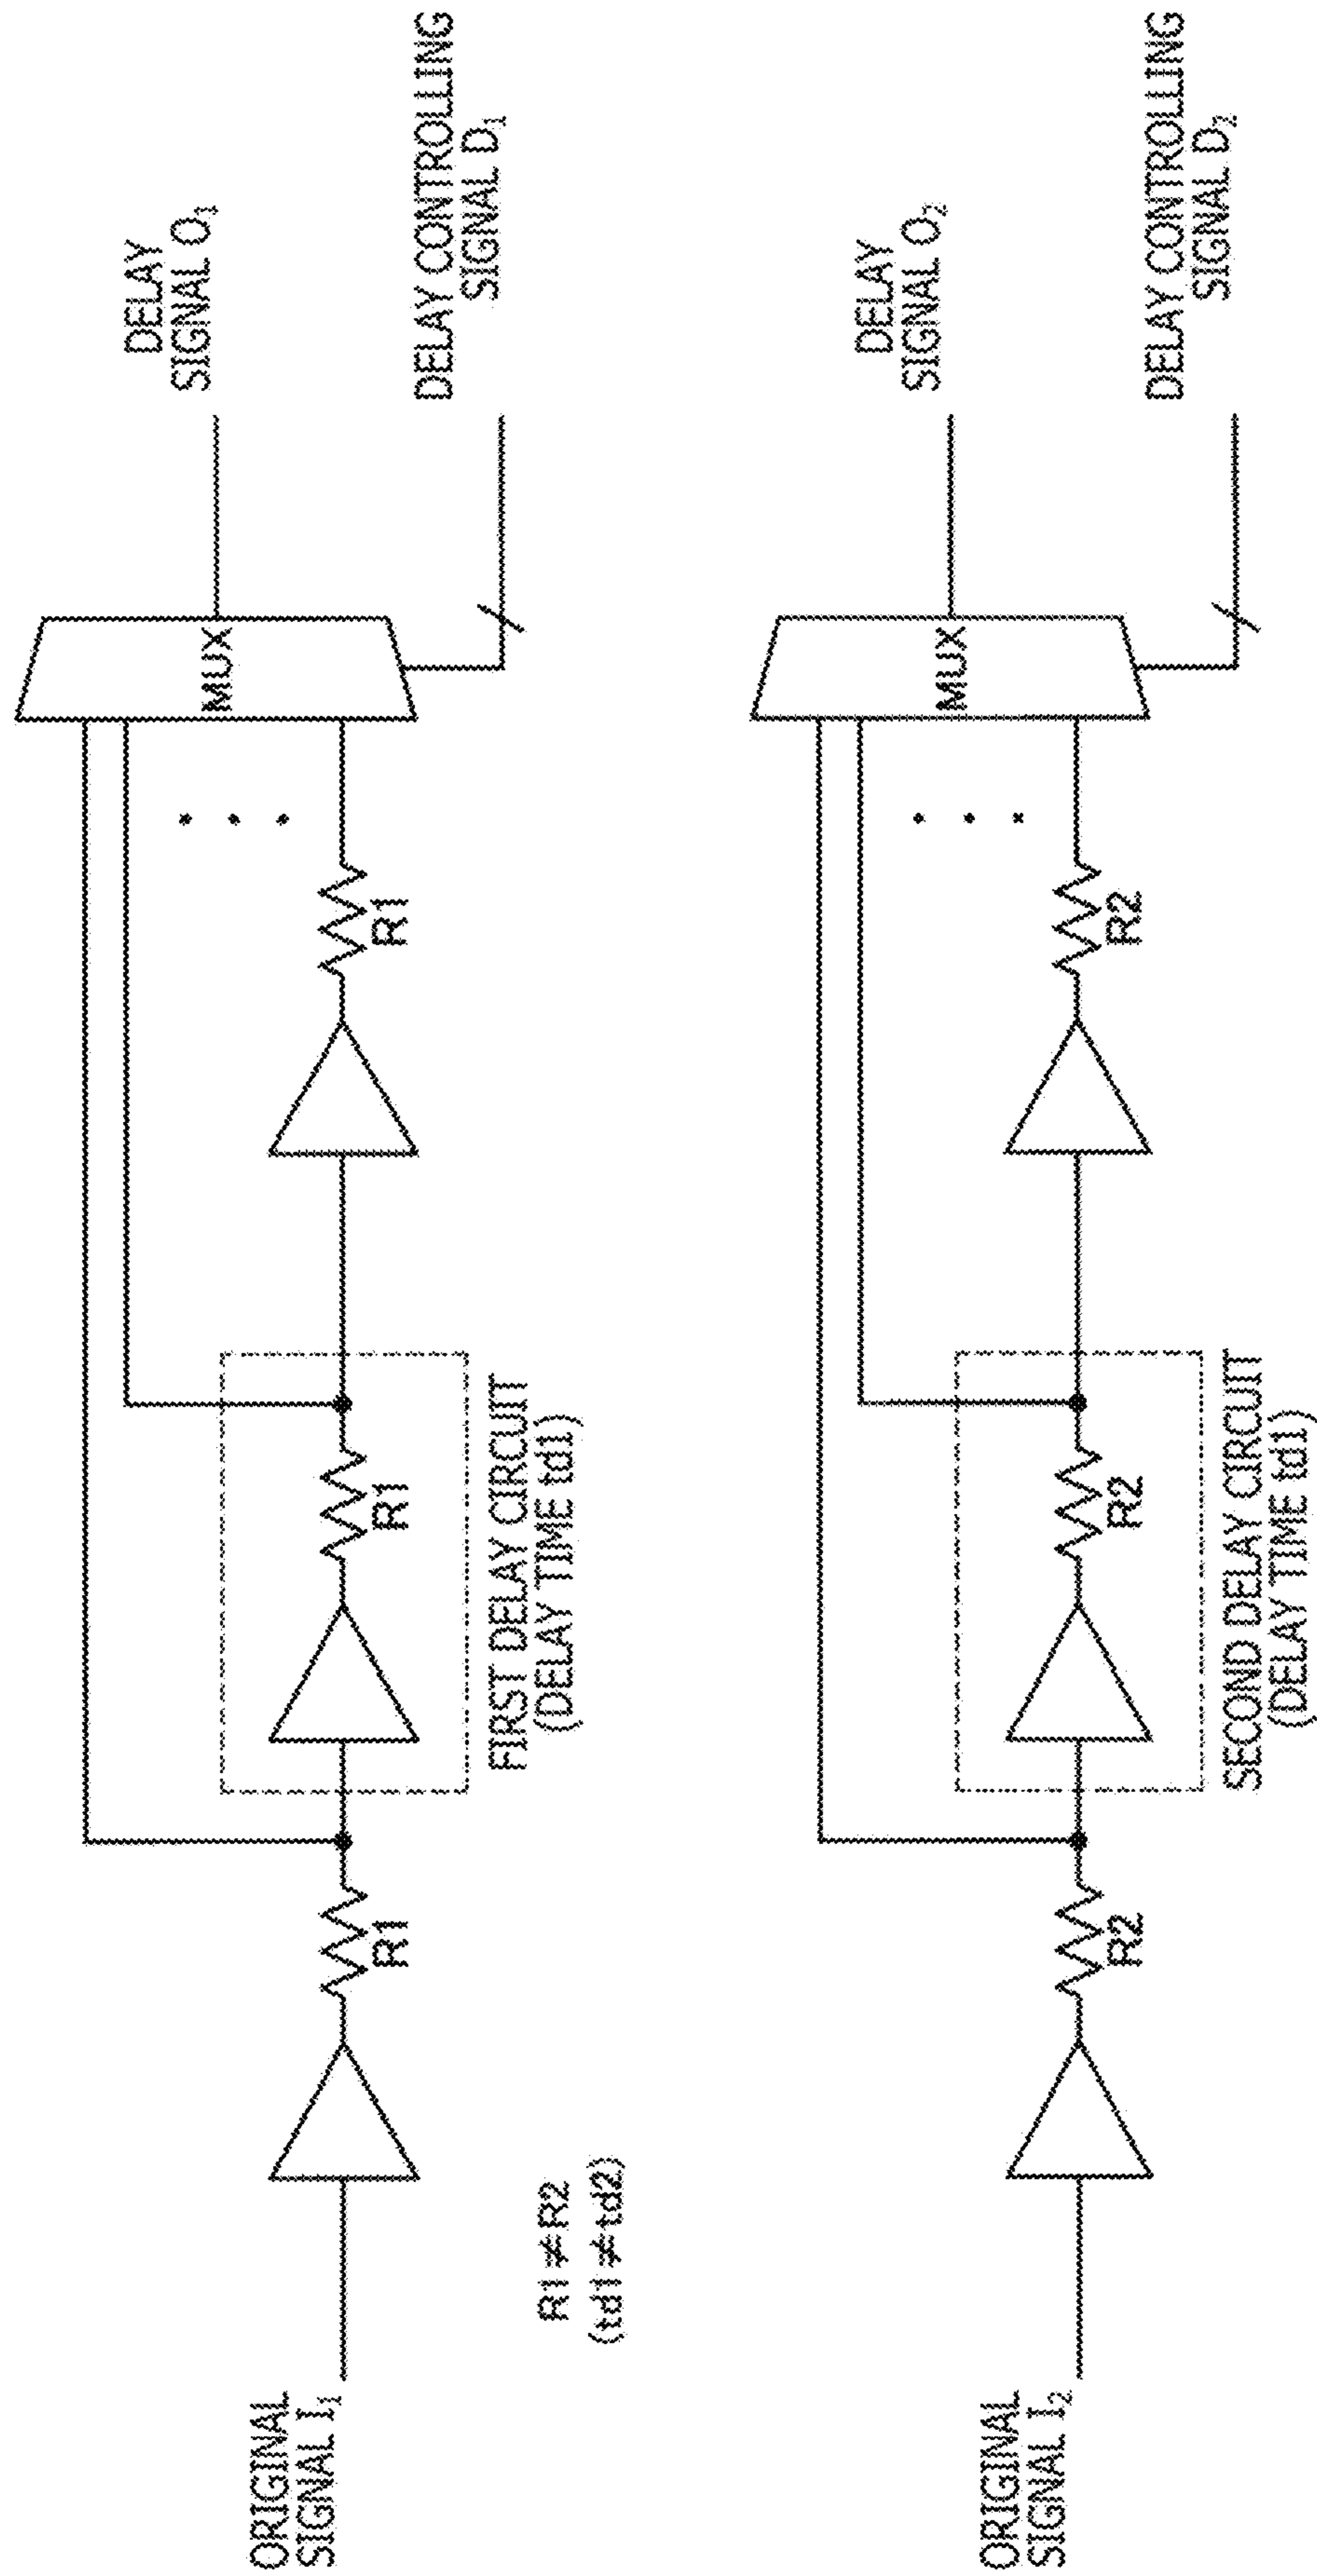 ORIGINAL
SIGNAL I₁
R1
R1
R1
MUX
DELAY
SIGNAL O₁
DELAY CONTROLLING
SIGNAL D₁
FIRST DELAY CIRCUIT
(DELAY TIME td1)
R1≠R2
(td1≠td2)
ORIGINAL
SIGNAL I₂
R2
R2
R2
MUX
DELAY
SIGNAL O₂
DELAY CONTROLLING
SIGNAL D₂
SECOND DELAY CIRCUIT
(DELAY TIME td1)